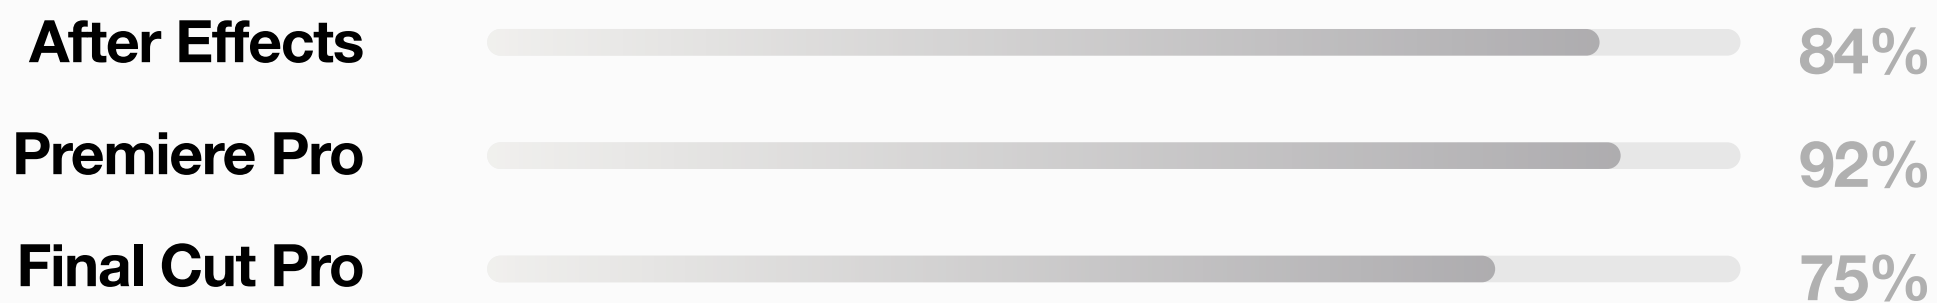 After Effects 84%
Premiere Pro 92%
Final Cut Pro 75%